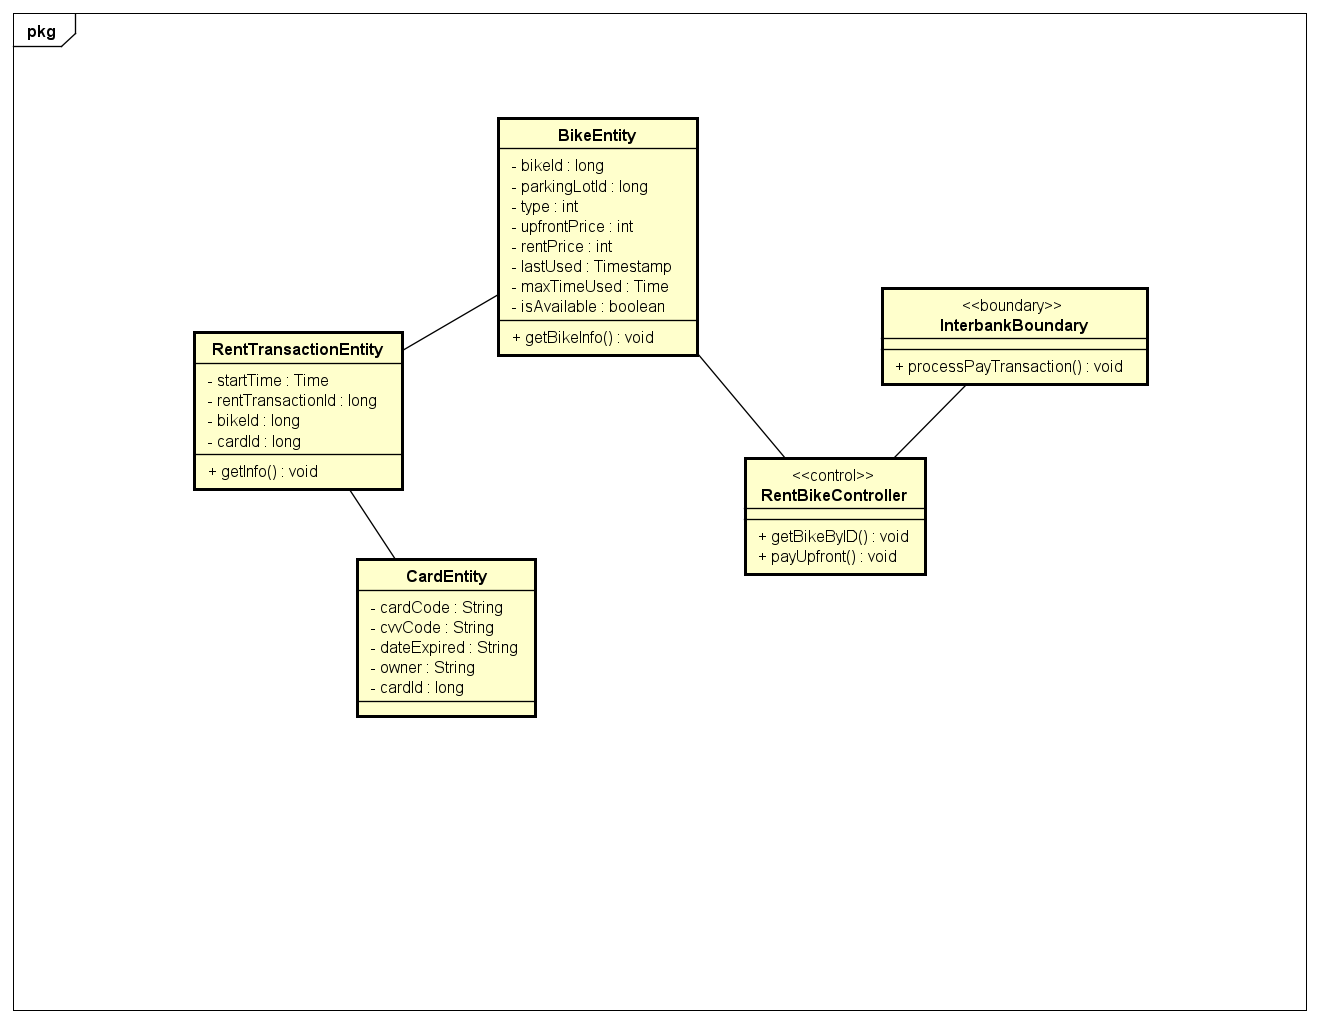 pkg
BikeEntity
- bikeId : long
- parkingLotId : long
- type : int
- upfrontPrice : int
- rentPrice : int
- lastUsed : Timestamp
- maxTimeUsed : Time
- isAvailable : boolean
+ getBikeInfo() : void
<<boundary>>
InterbankBoundary
+ processPayTransaction() : void
RentTransactionEntity
- startTime : Time
- rentTransactionId : long
- bikeId : long
- cardId : long
+ getInfo() : void
<<control>>
RentBikeController
+ getBikeByID() : void
+ payUpfront() : void
CardEntity
- cardCode : String
- cvvCode : String
- dateExpired : String
- owner : String
- cardId : long